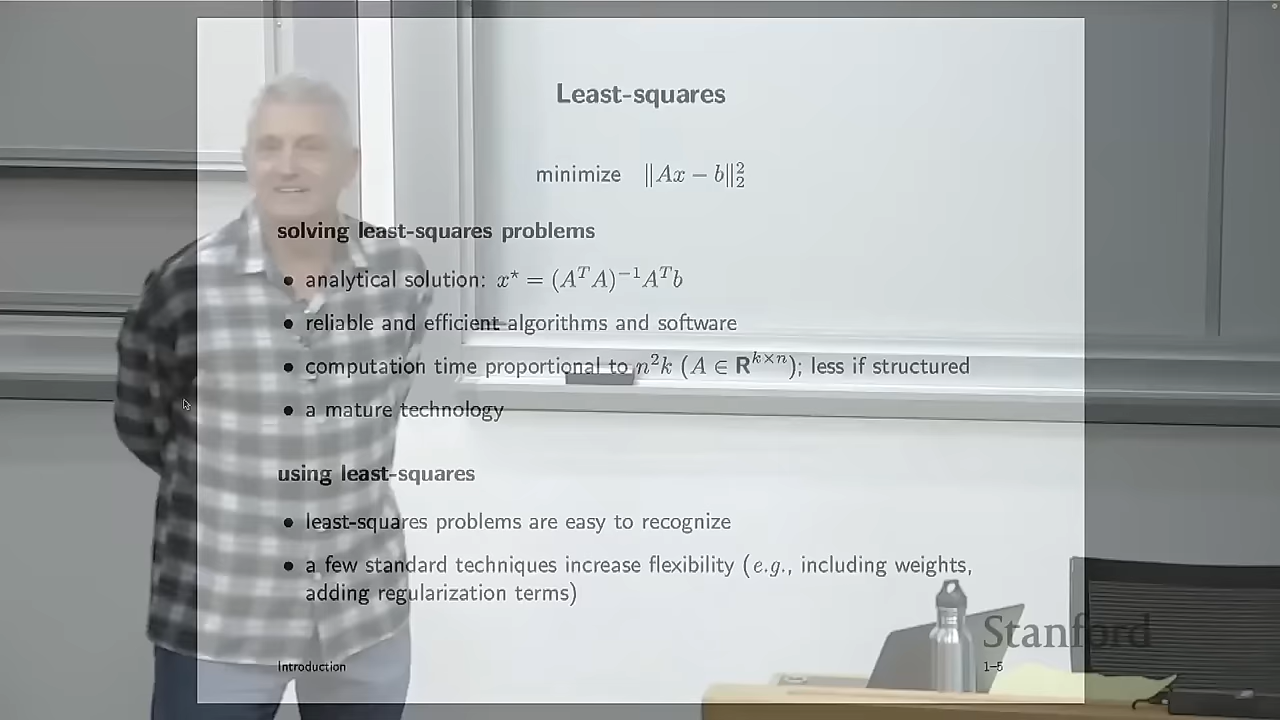 Least-squares
minimize ‖Ax − b‖₂²
solving least-squares problems
• analytical solution: x⋆ = (AᵀA)⁻¹Aᵀb
• reliable and efficient algorithms and software
• computation time proportional to n²k (A ∈ R^{k×n}); less if structured
• a mature technology
using least-squares
• least-squares problems are easy to recognize
• a few standard techniques increase flexibility (e.g., including weights,
adding regularization terms)
Stanford
Introduction 1–5